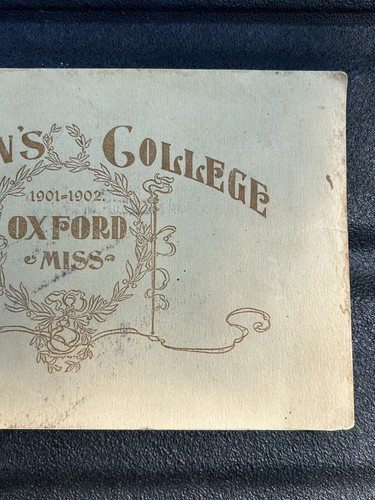 N'S COLLEGE
1901=1902.
OXFORD
MISS